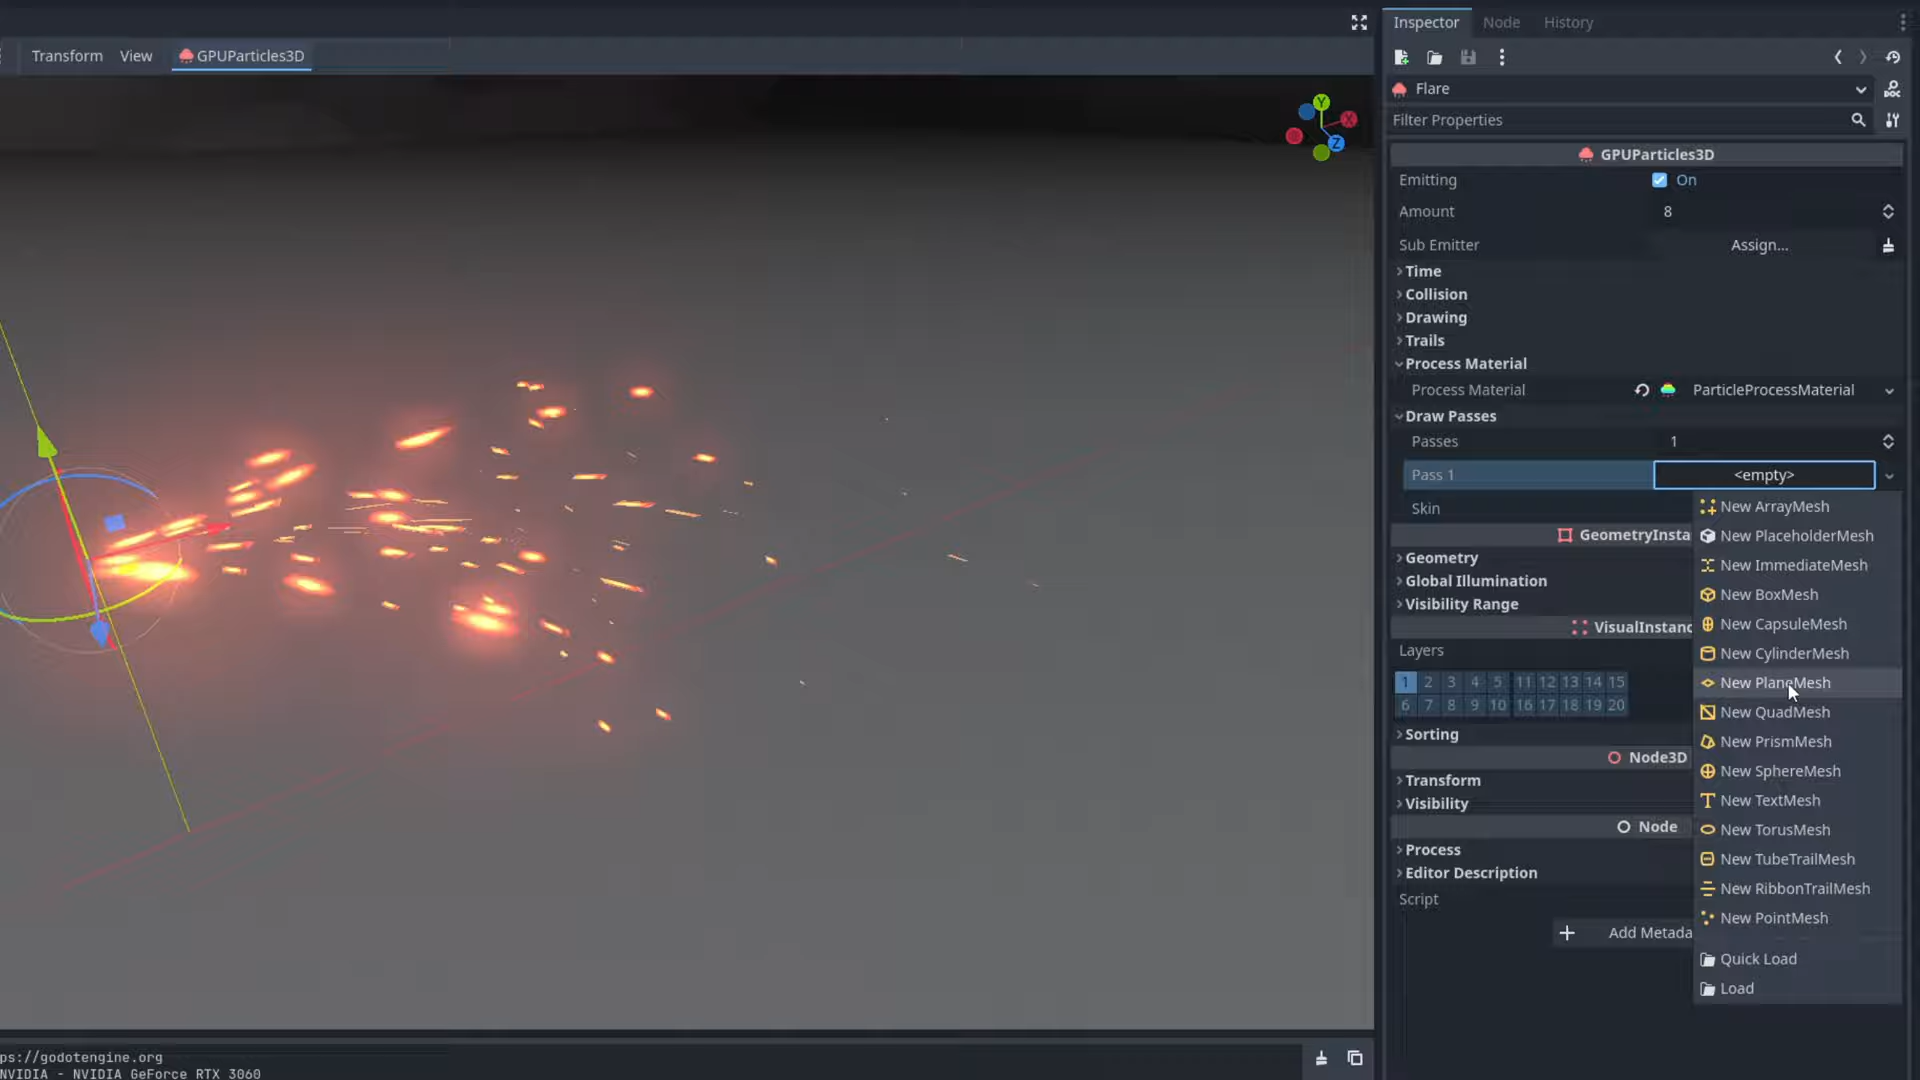 Transform View GPUParticles3D
Y
X
Z
ps://godotengine.org
NVIDIA - NVIDIA GeForce RTX 3060
Inspector Node History
Flare
Filter Properties
GPUParticles3D
Emitting On
Amount 8
Sub Emitter Assign...
Time
Collision
Drawing
Trails
Process Material
Process Material ParticleProcessMaterial
Draw Passes
Passes 1
Pass 1 <empty>
Skin
GeometryInsta
Geometry
Global Illumination
Visibility Range
VisualInstanc
Layers
1 2 3 4 5 11 12 13 14 15
6 7 8 9 10 16 17 18 19 20
Sorting
Node3D
Transform
Visibility
Node
Process
Editor Description
Script
Add Metada
New ArrayMesh
New PlaceholderMesh
New ImmediateMesh
New BoxMesh
New CapsuleMesh
New CylinderMesh
New PlaneMesh
New QuadMesh
New PrismMesh
New SphereMesh
New TextMesh
New TorusMesh
New TubeTrailMesh
New RibbonTrailMesh
New PointMesh
Quick Load
Load